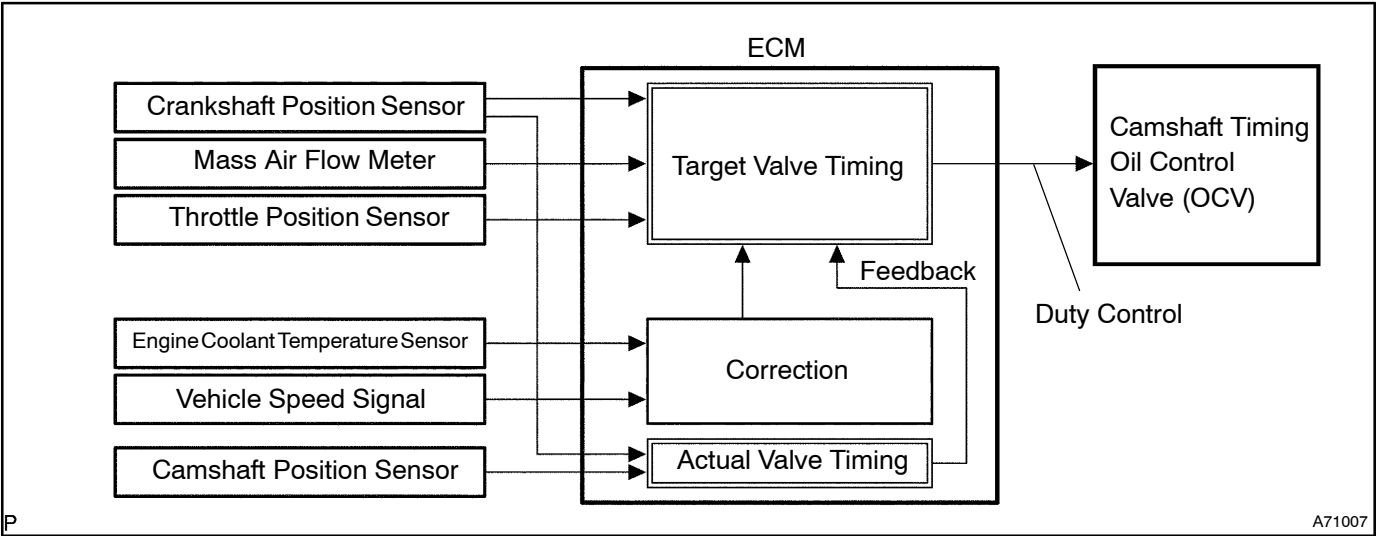 ECM
Crankshaft Position Sensor
Mass Air Flow Meter
Throttle Position Sensor
Target Valve Timing
Camshaft Timing
Oil Control
Valve (OCV)
Feedback
Duty Control
Engine Coolant Temperature Sensor
Vehicle Speed Signal
Correction
Camshaft Position Sensor
Actual Valve Timing
P
A71007